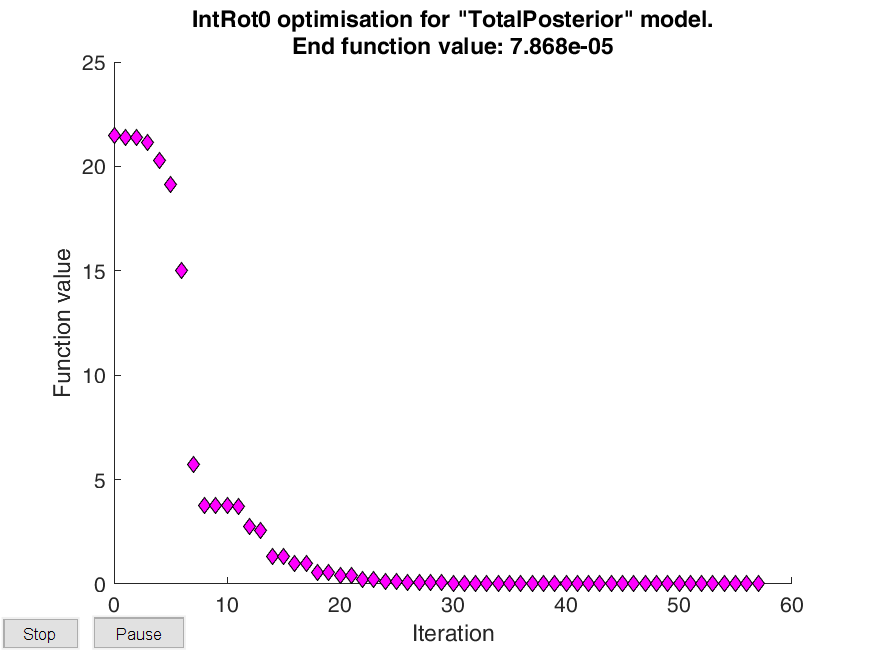 IntRot0 optimisation for "TotalPosterior" model.
End function value: 7.868e-05
25
20
15
10
5
0
Function value
0 10 20 30 40 50 60
Iteration
Stop Pause